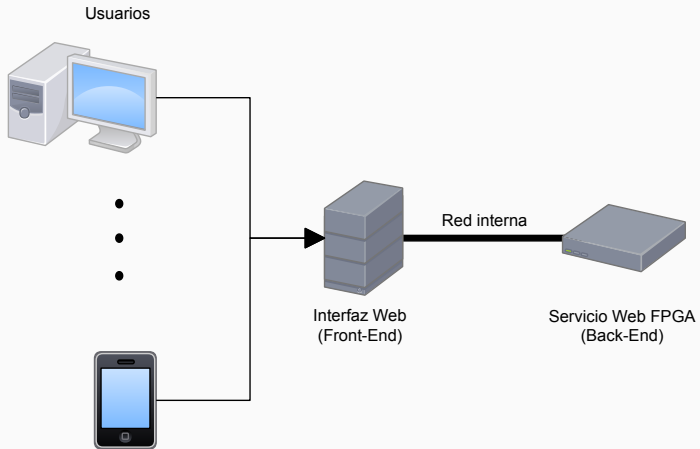 Usuarios
Red interna
Interfaz Web
(Front-End)
Servicio Web FPGA
(Back-End)